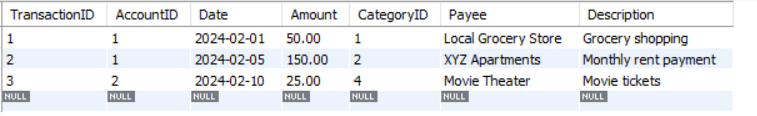 TransactionID AccountID Date Amount CategoryID Payee Description
1 1 2024-02-01 50.00 1 Local Grocery Store Grocery shopping
2 1 2024-02-05 150.00 2 XYZ Apartments Monthly rent payment
3 2 2024-02-10 25.00 4 Movie Theater Movie tickets
NULL NULL NULL NULL NULL NULL NULL